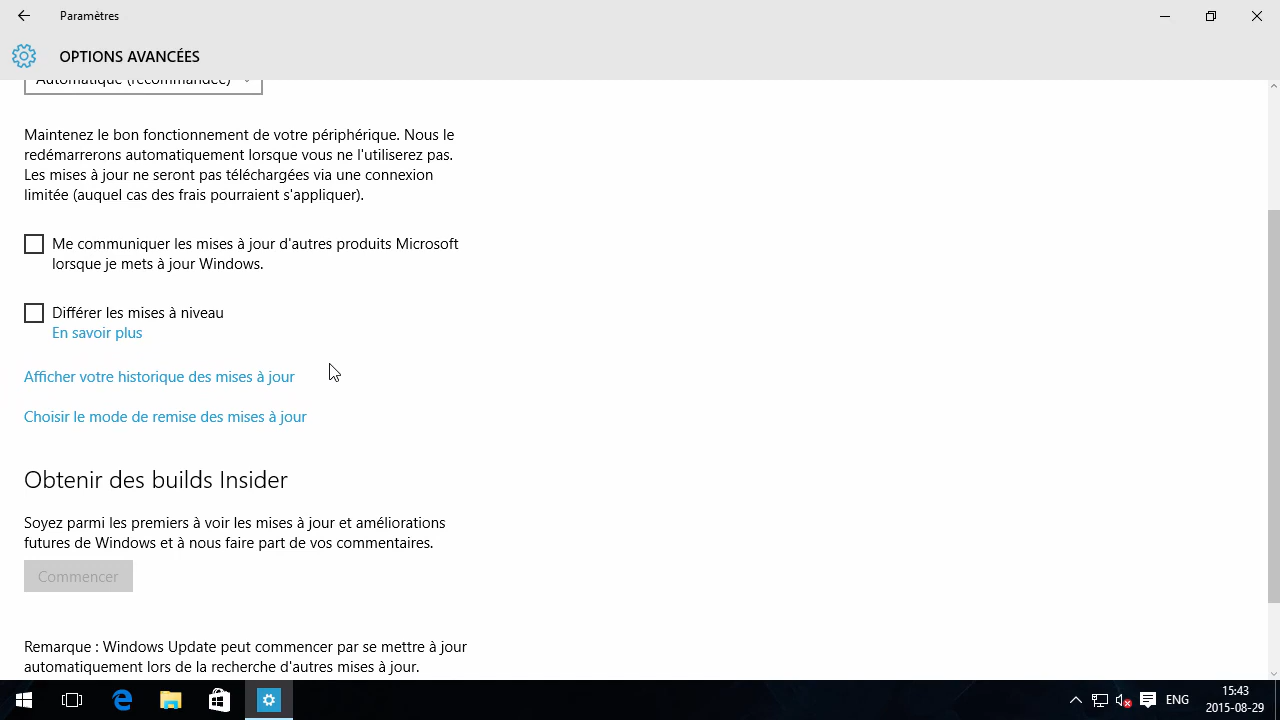 Paramètres
OPTIONS AVANCÉES
Automatique (recommandée)
Maintenez le bon fonctionnement de votre périphérique. Nous le
redémarrerons automatiquement lorsque vous ne l'utiliserez pas.
Les mises à jour ne seront pas téléchargées via une connexion
limitée (auquel cas des frais pourraient s'appliquer).
Me communiquer les mises à jour d'autres produits Microsoft
lorsque je mets à jour Windows.
Différer les mises à niveau
En savoir plus
Afficher votre historique des mises à jour
Choisir le mode de remise des mises à jour
Obtenir des builds Insider
Soyez parmi les premiers à voir les mises à jour et améliorations
futures de Windows et à nous faire part de vos commentaires.
Commencer
Remarque : Windows Update peut commencer par se mettre à jour
automatiquement lors de la recherche d'autres mises à jour.
ENG
15:43
2015-08-29